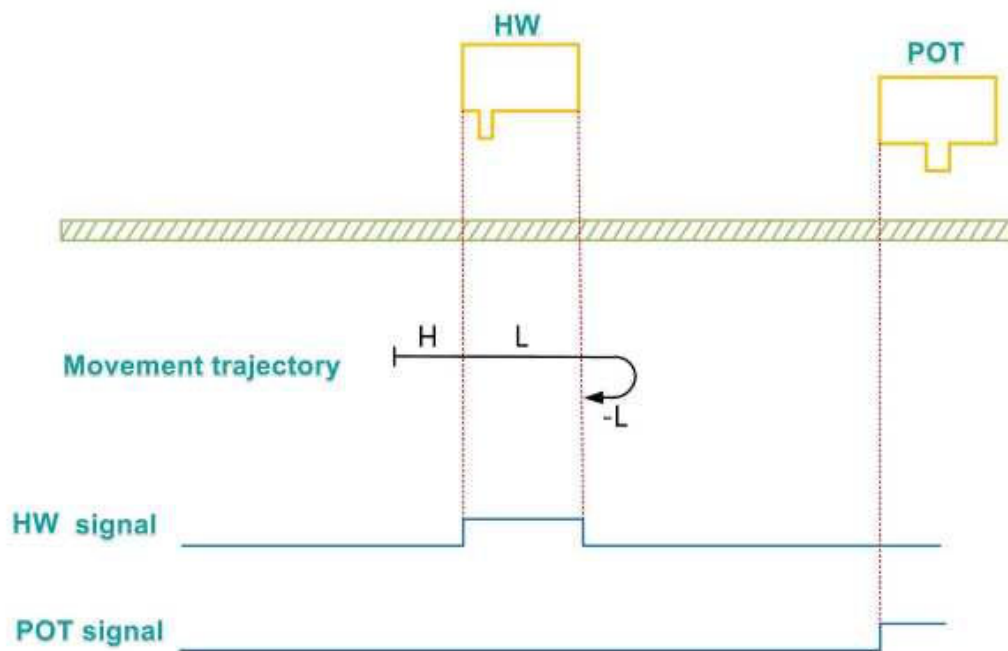 HW
POT
H
L
Movement trajectory
-L
HW signal
POT signal